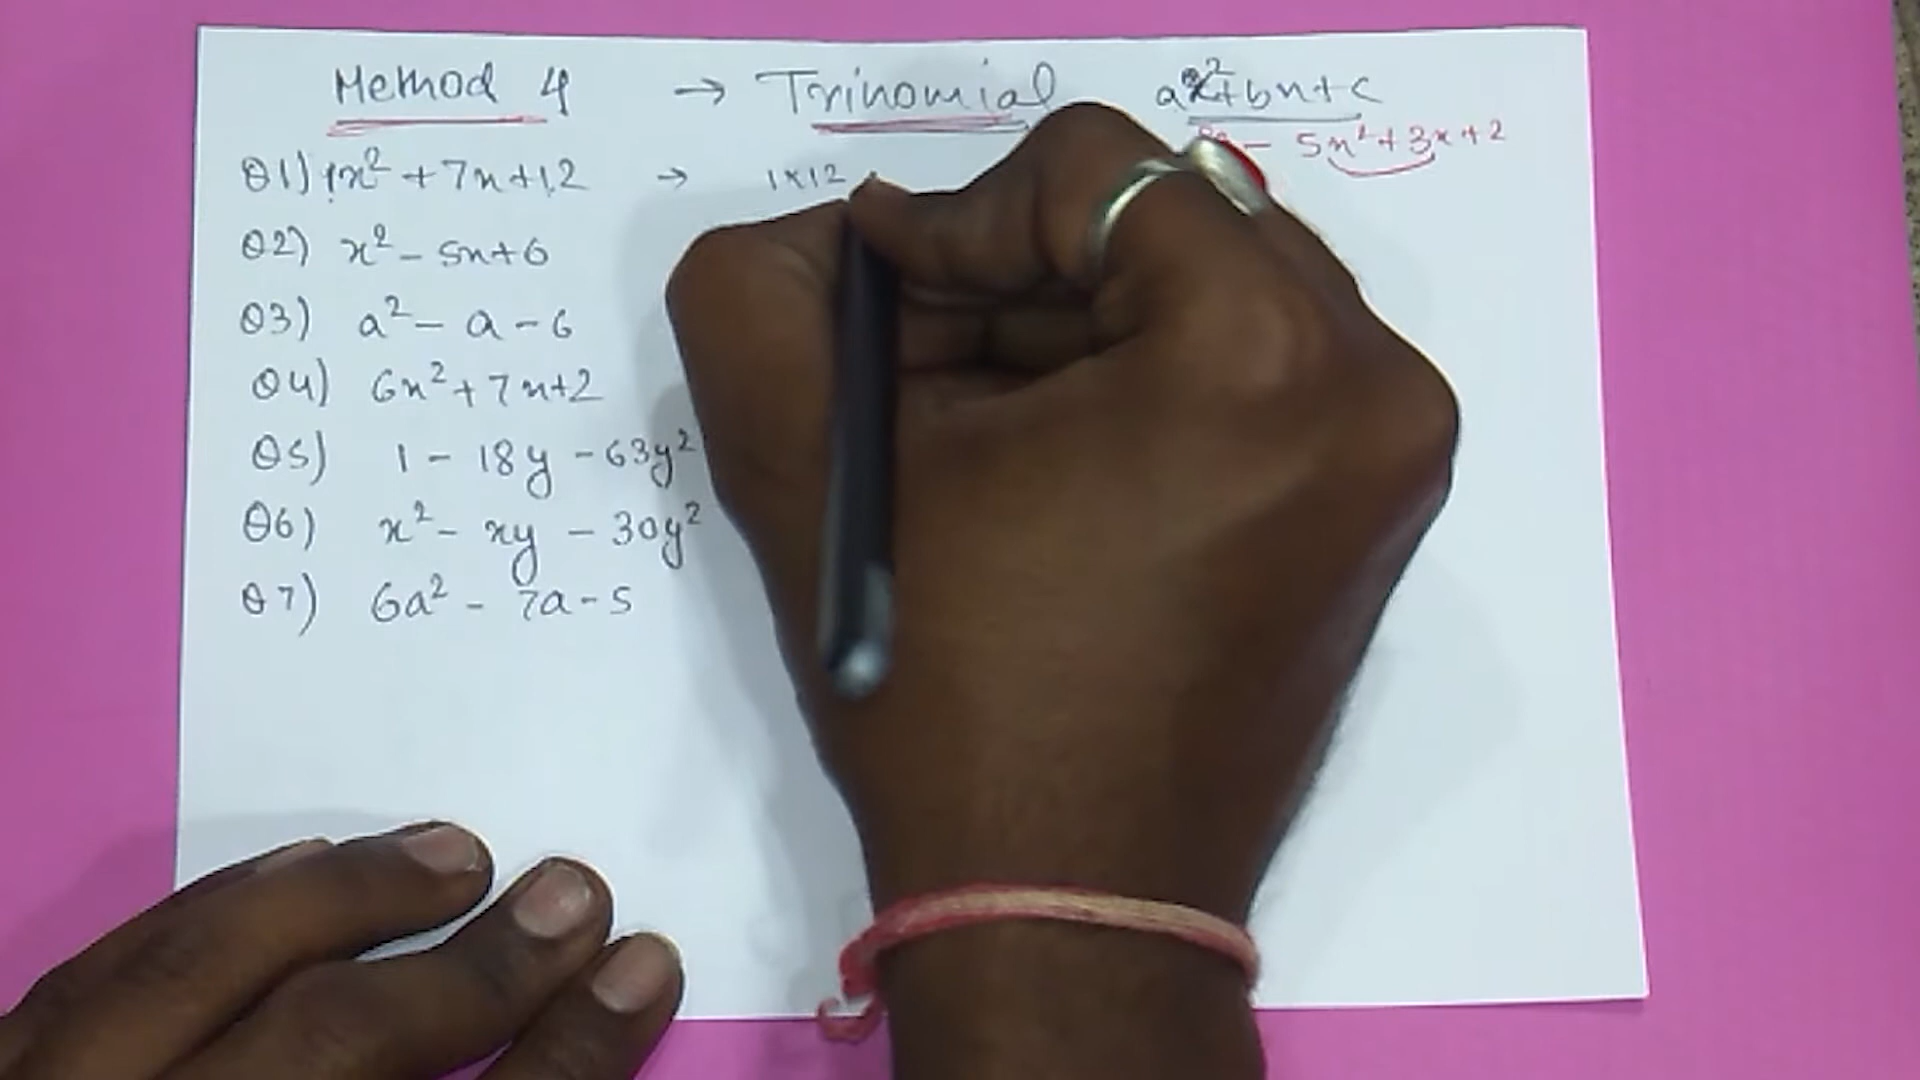 Method 4 → Trinomial ax²+bx+c
- 5x²+3x+2
Q1) 1x² + 7x+12 → 1×12
Q2) x² - 5x+6
Q3) a² - a - 6
Q4) 6x² + 7x+2
Q5) 1 - 18y - 63y²
Q6) x² - xy - 30y²
Q7) 6a² - 7a - 5